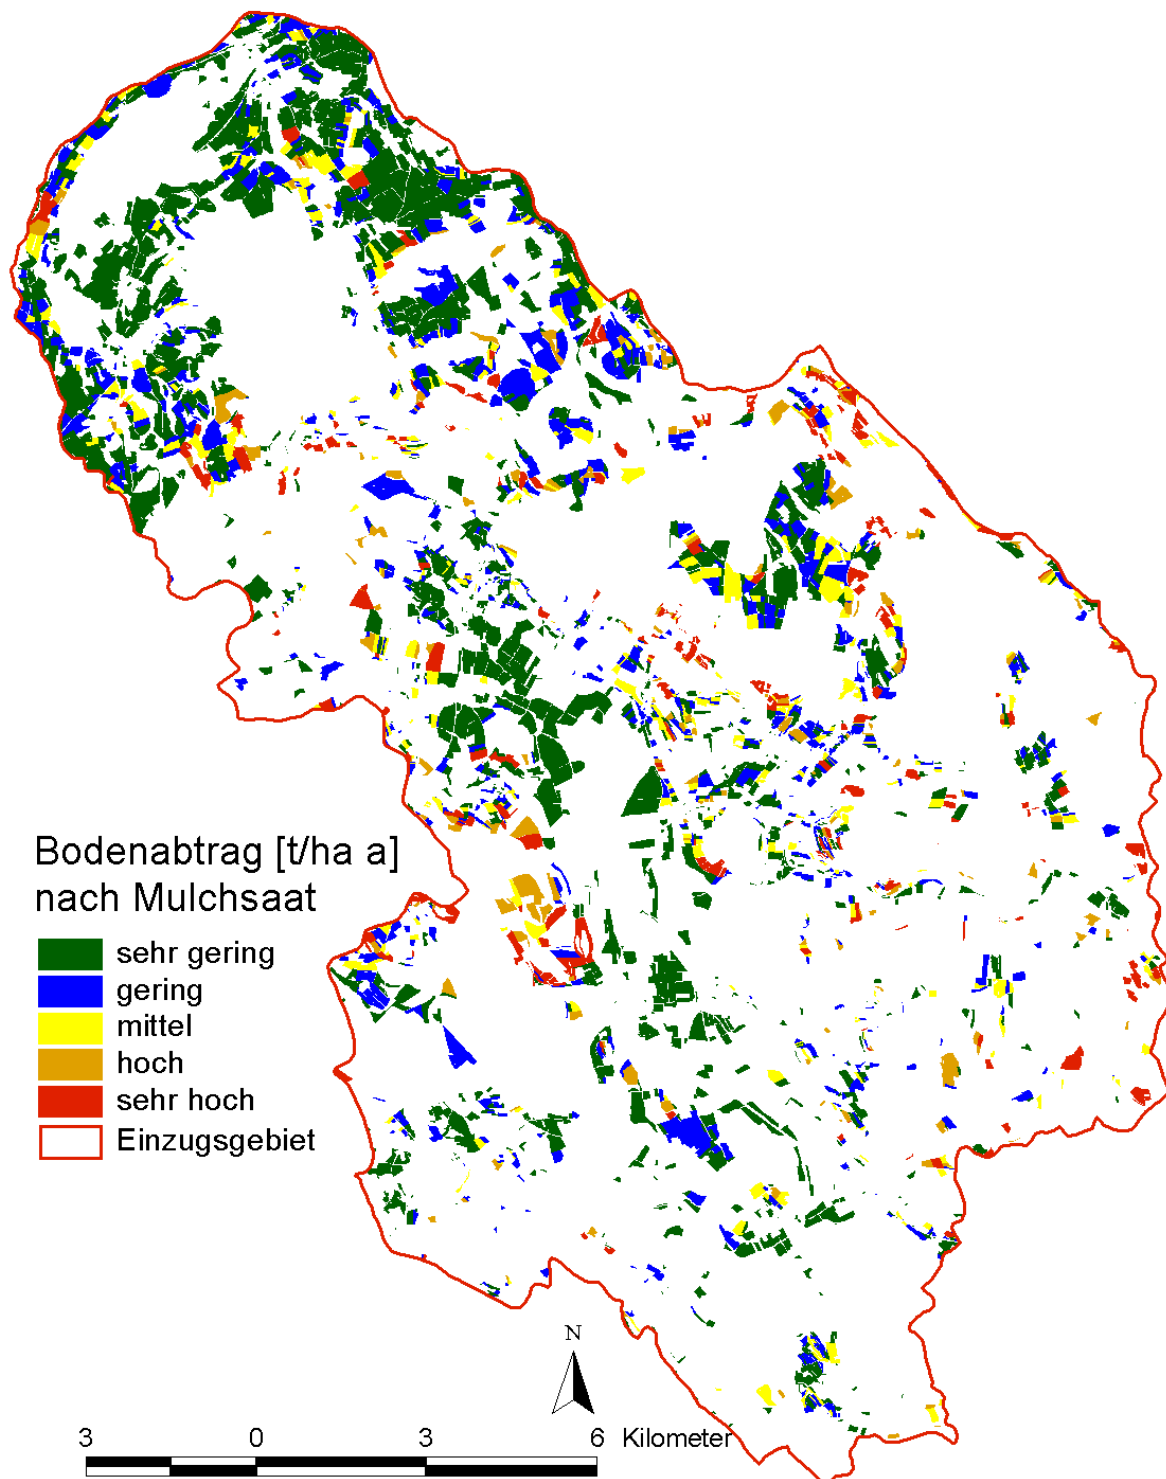 Bodenabtrag [t/ha a]
nach Mulchsaat
sehr gering
gering
mittel
hoch
sehr hoch
Einzugsgebiet
N
3 0 3 6 Kilometer